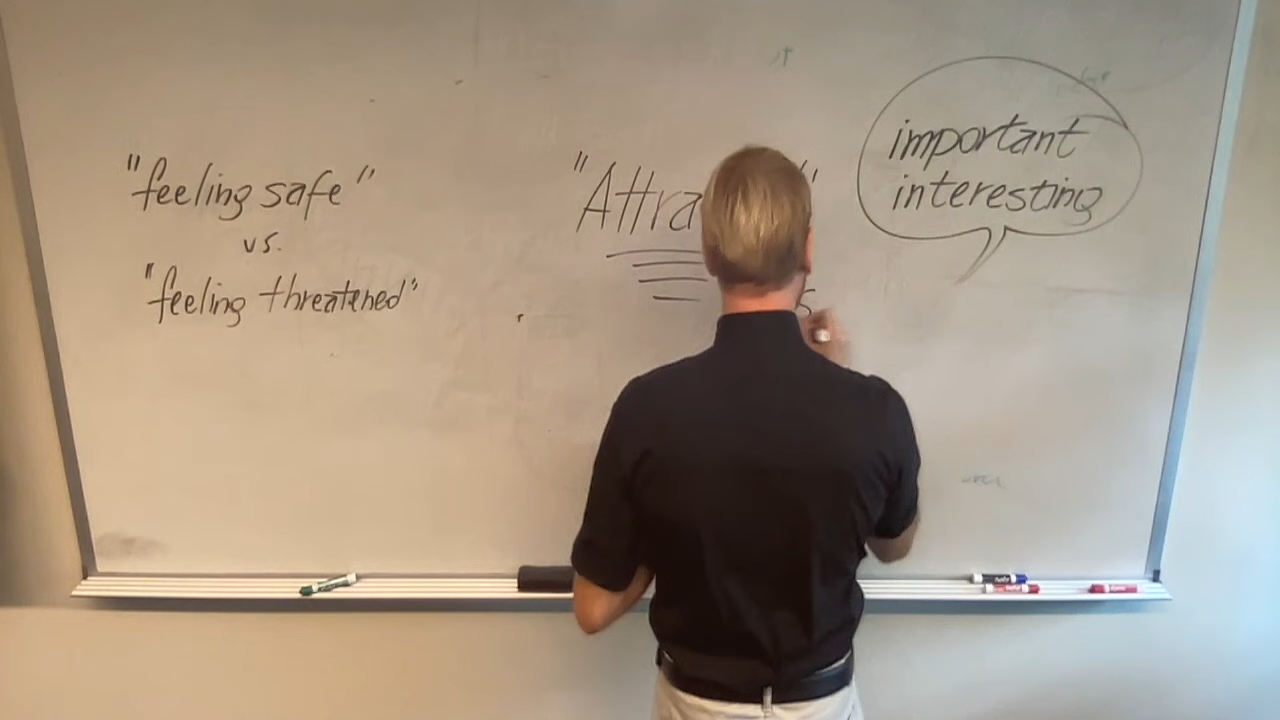 "feeling safe"
vs.
"feeling threatened"
important
interesting